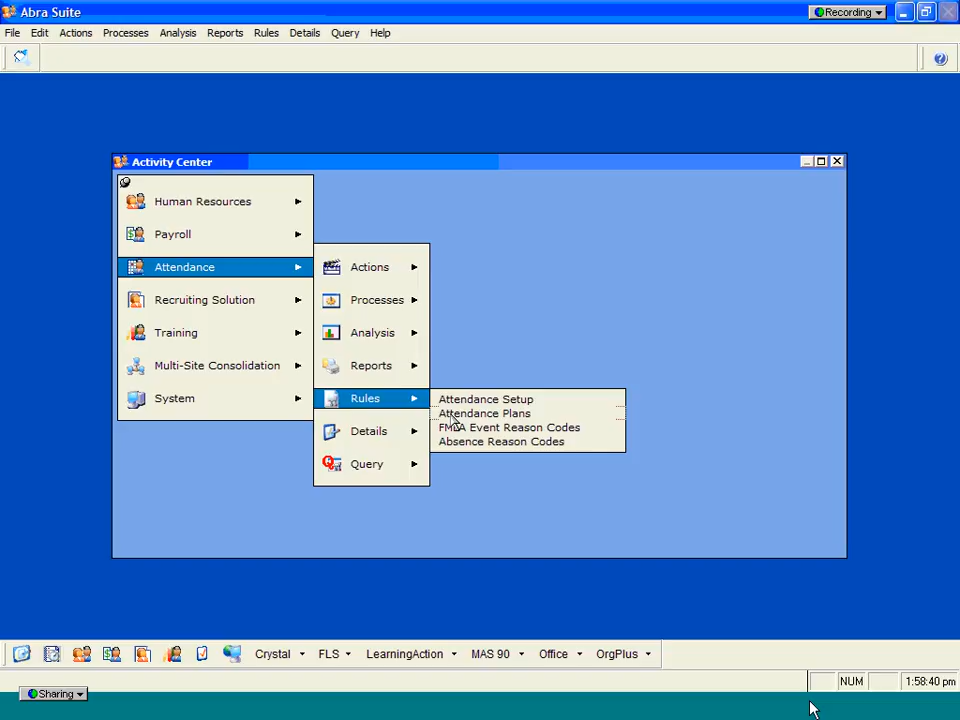 Abra Suite
Recording
File Edit Actions Processes Analysis Reports Rules Details Query Help
Activity Center
Human Resources
Payroll
Attendance
Recruiting Solution
Training
Multi-Site Consolidation
System
Actions
Processes
Analysis
Reports
Rules
Details
Query
Attendance Setup
Attendance Plans
FMLA Event Reason Codes
Absence Reason Codes
Crystal FLS LearningAction MAS 90 Office OrgPlus
NUM 1:58:40 pm
Sharing